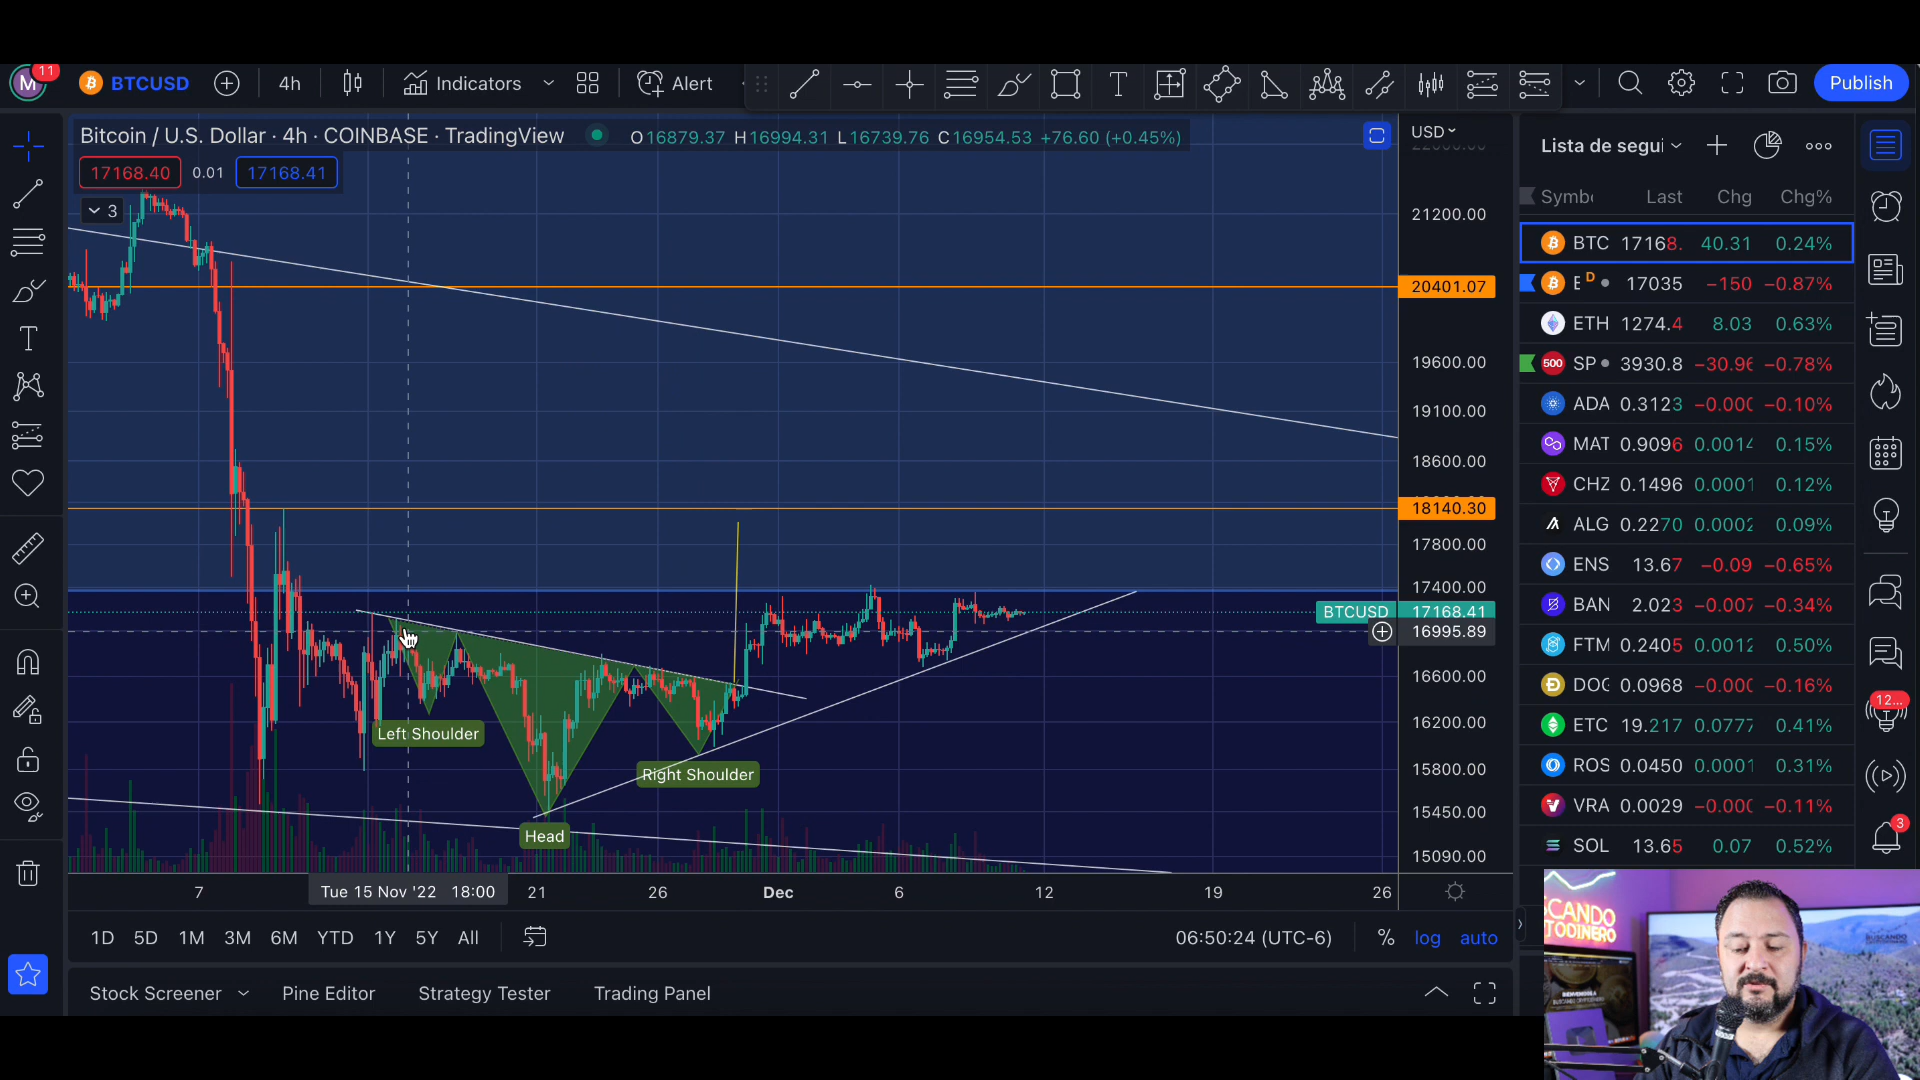 M 11 BTCUSD 4h Indicators Alert Publish
Bitcoin / U.S. Dollar · 4h · COINBASE · TradingView O16879.37 H16994.31 L16739.76 C16954.53 +76.60 (+0.45%)
17168.40 0.01 17168.41
3
USD
22000.00
21200.00
20401.07
19600.00
19100.00
18600.00
18140.30
17800.00
17400.00
BTCUSD 17168.41
16995.89
16600.00
16200.00
15800.00
15450.00
15090.00
Left Shoulder
Right Shoulder
Head
7 Tue 15 Nov '22 18:00 21 26 Dec 6 12 19 26
1D 5D 1M 3M 6M YTD 1Y 5Y All 06:50:24 (UTC-6) % log auto
Stock Screener Pine Editor Strategy Tester Trading Panel
Lista de segui
Symb Last Chg Chg%
BTC 17168. 40.31 0.24%
E D 17035 −150 −0.87%
ETH 1274.4 8.03 0.63%
500 SP 3930.8 −30.96 −0.78%
ADA 0.3123 −0.000 −0.10%
MAT 0.9096 0.0014 0.15%
CHZ 0.1496 0.0001 0.12%
ALG 0.2270 0.0002 0.09%
ENS 13.67 −0.09 −0.65%
BAN 2.023 −0.007 −0.34%
FTM 0.2405 0.0012 0.50%
DOG 0.0968 −0.000 −0.16%
ETC 19.217 0.0777 0.41%
ROS 0.0450 0.0001 0.31%
VRA 0.0029 −0.000 −0.11%
SOL 13.65 0.07 0.52%
12...
3
SCANDO
TODINERO
BUSCANDO
BIENVENIDOS A